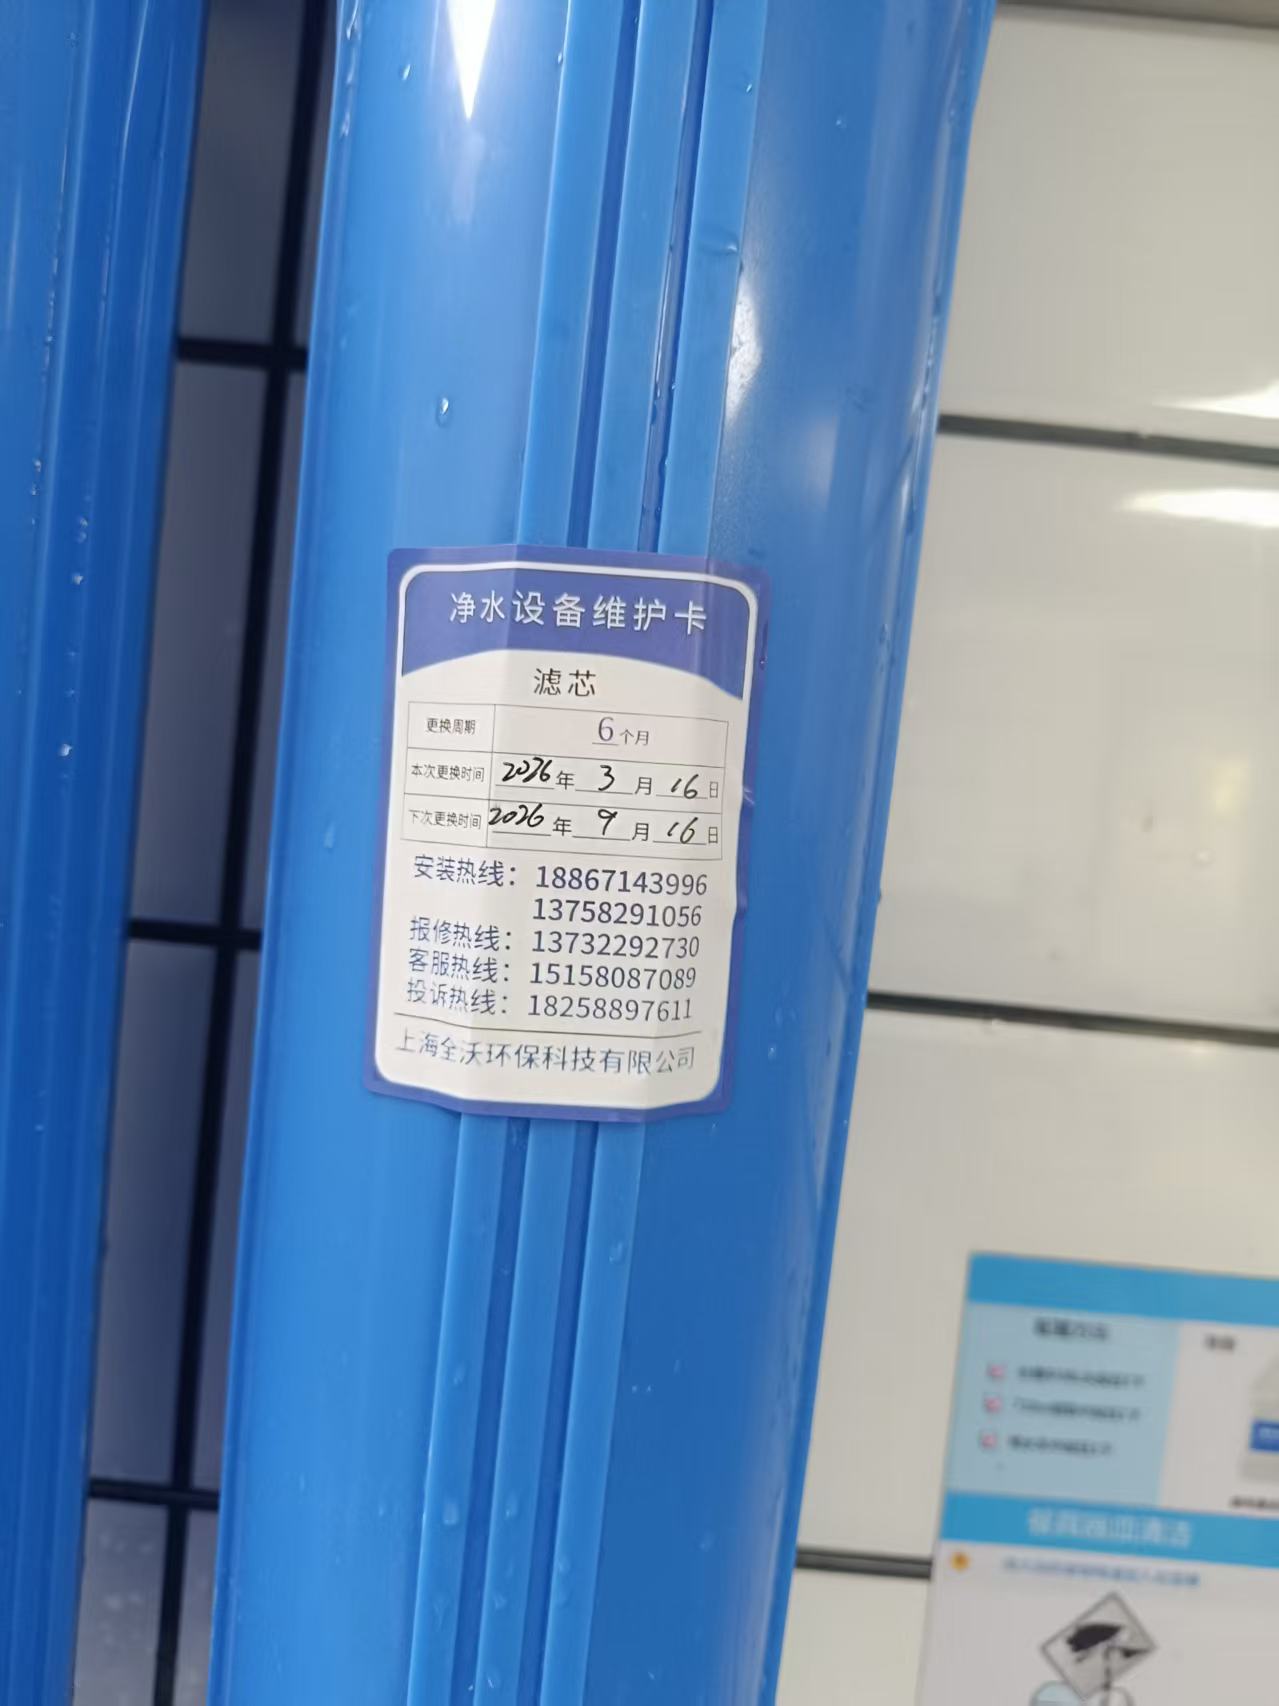 净水设备维护卡
滤芯
更换周期 6个月
本次更换时间 2026年 3 月 16 日
下次更换时间 2026年 9 月 16 日
安装热线：18867143996
13758291056
报修热线：13732292730
客服热线：15158087089
投诉热线：18258897611
上海全沃环保科技有限公司